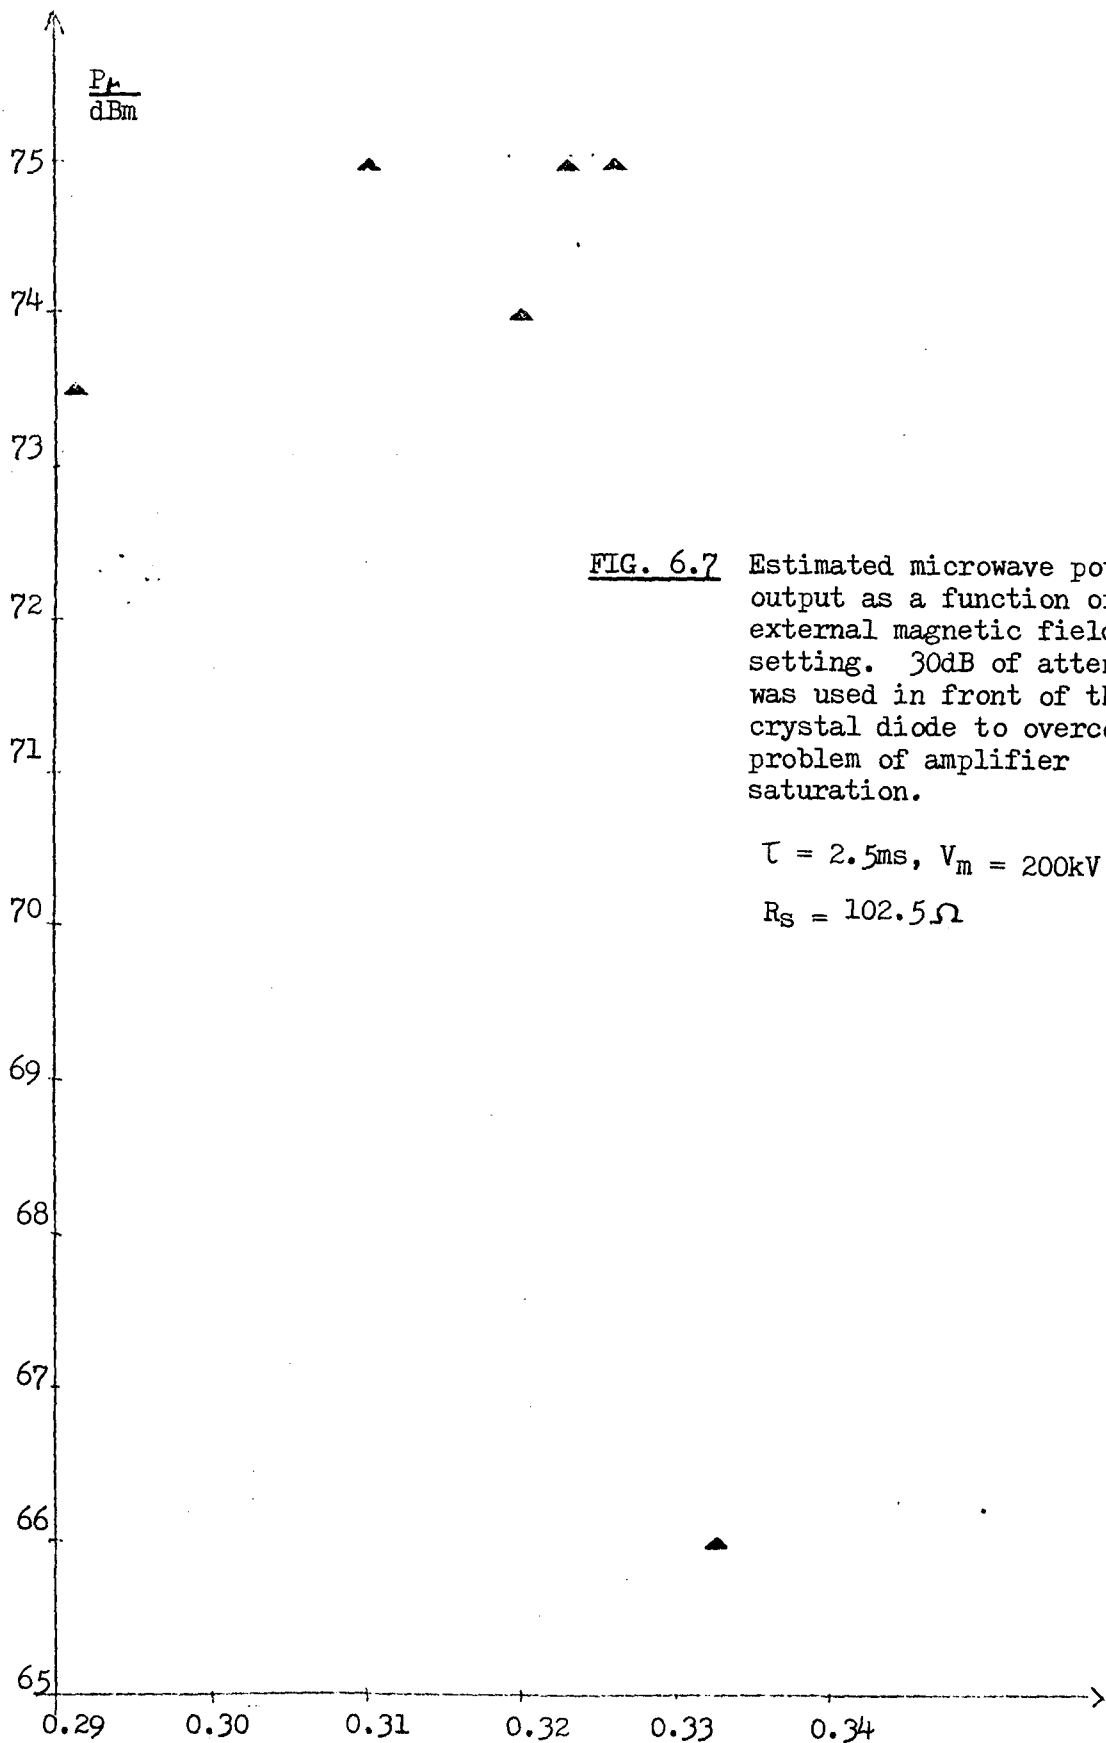 Pμ
dBm
75
74
73
72
71
70
69
68
67
66
65
0.29 0.30 0.31 0.32 0.33 0.34
FIG. 6.7 Estimated microwave po
output as a function o
external magnetic field
setting. 30dB of atte
was used in front of t
crystal diode to overc
problem of amplifier
saturation.
τ = 2.5ms, Vm = 200kV
RS = 102.5Ω